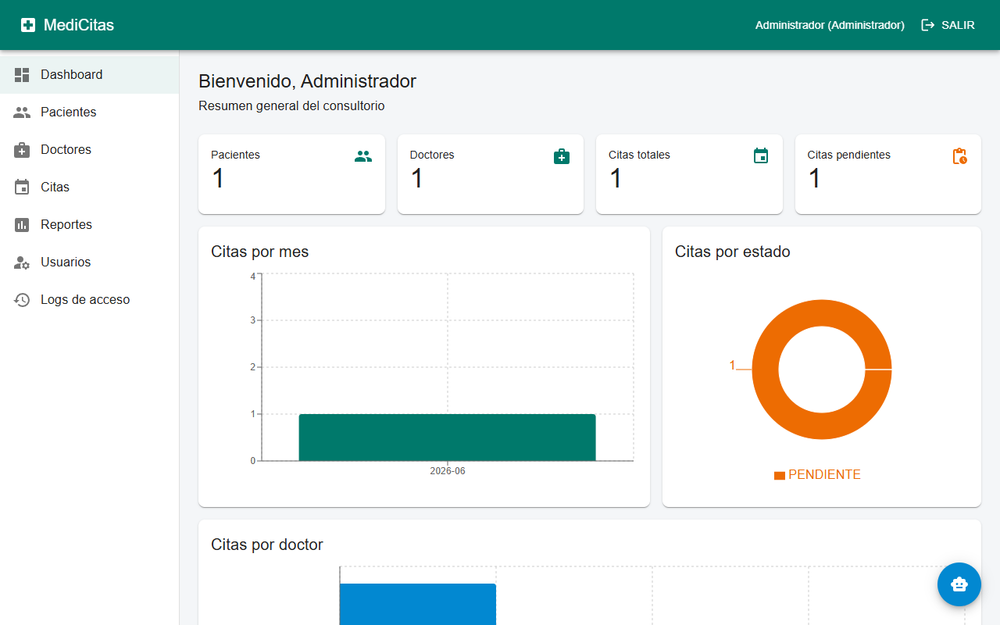 MediCitas
Administrador (Administrador)
SALIR
Dashboard
Pacientes
Doctores
Citas
Reportes
Usuarios
Logs de acceso
Bienvenido, Administrador
Resumen general del consultorio
Pacientes
1
Doctores
1
Citas totales
1
Citas pendientes
1
Citas por mes
4
3
2
1
0
2026-06
Citas por estado
1
PENDIENTE
Citas por doctor